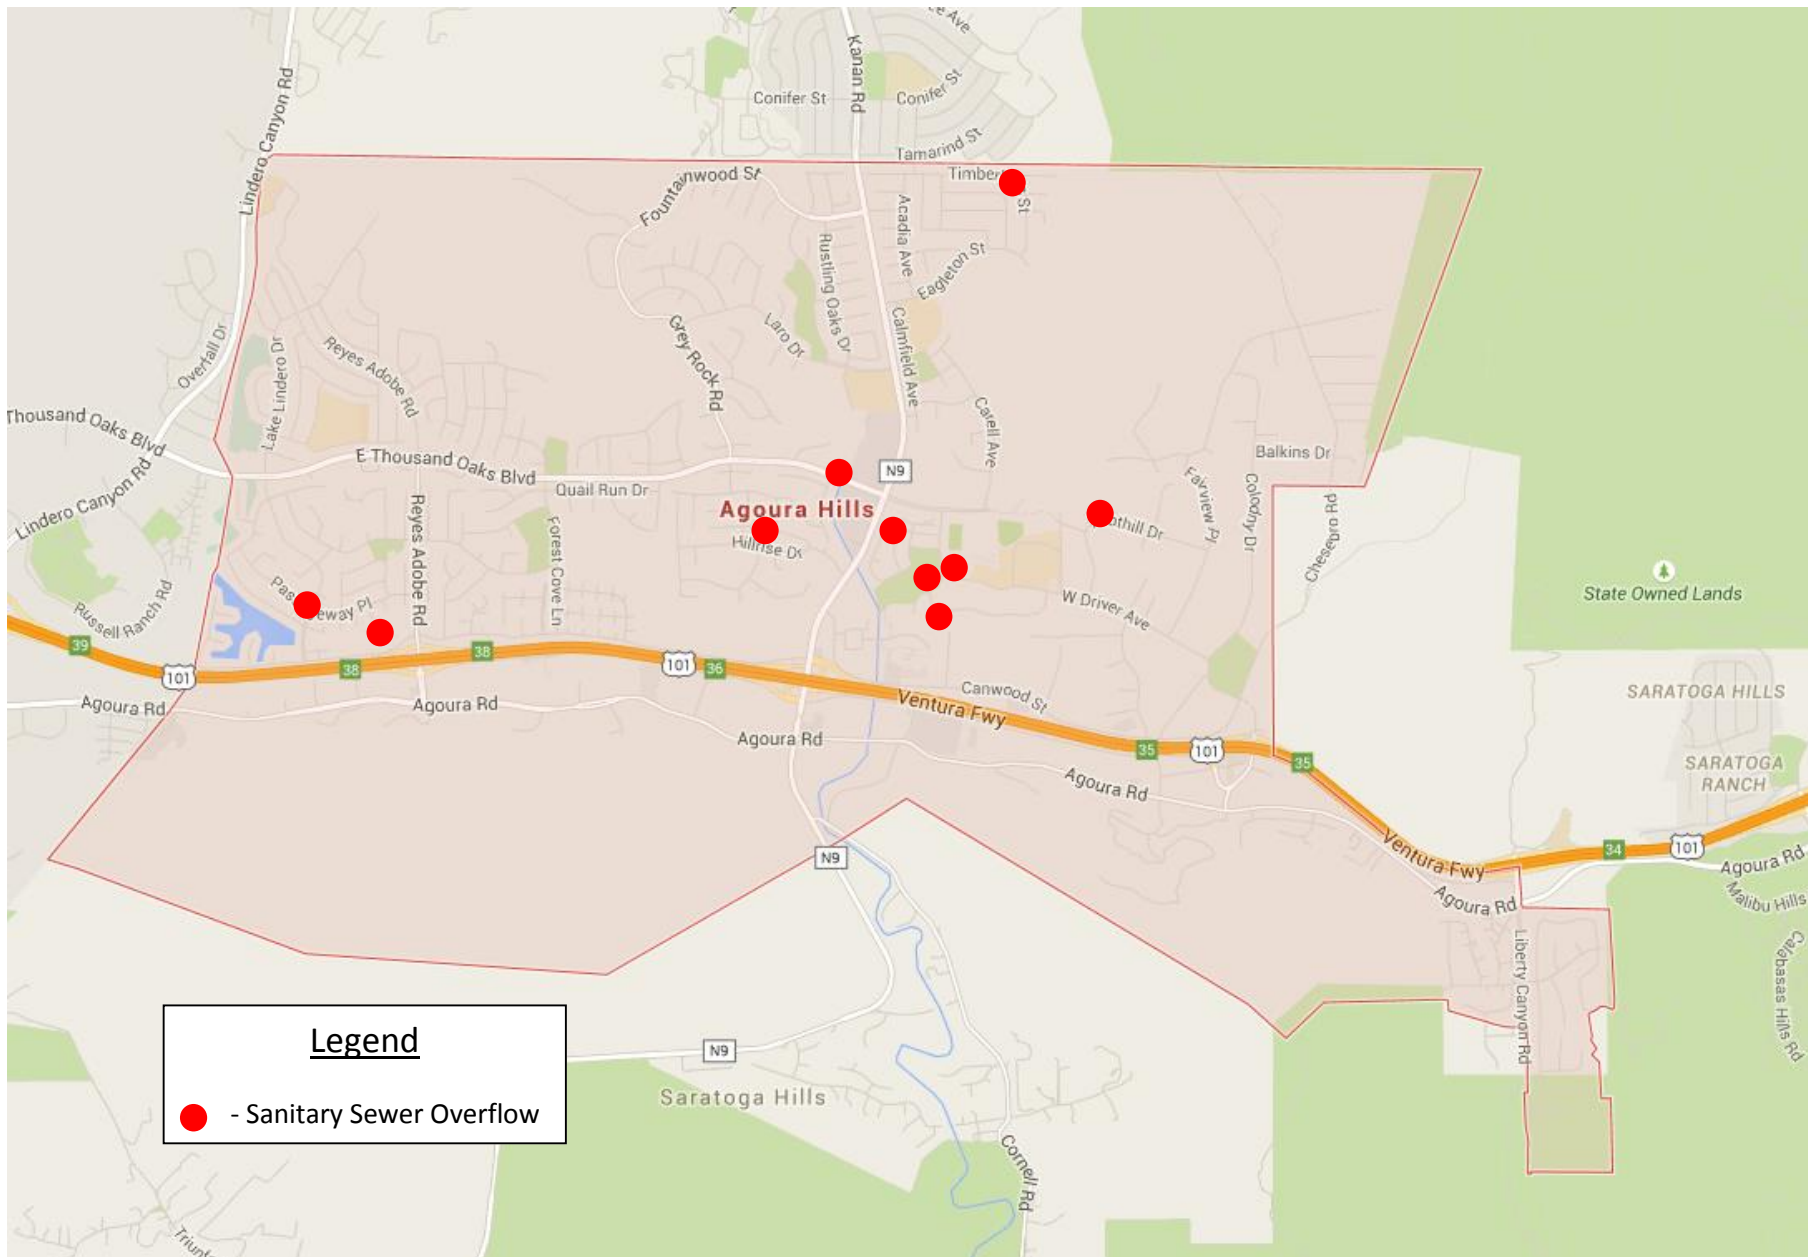 Kanan Rd
Conifer St
Conifer St
Tamarind St
Lindero Canyon Rd
Fountainwood St
St
Acadia Ave
Eagleton St
Rustling Oaks Dr
Laro Dr
Calmfield Ave
Grey Rock Rd
Overfall Dr
Lake Lindero Dr
Reyes Adobe Rd
Thousand Oaks Blvd
Lindero Canyon Rd
E Thousand Oaks Blvd
Quail Run Dr
N9
Catell Ave
Balkins Dr
Fairview Pl
Colodny Dr
Chesebro Rd
Agoura Hills
Hillrise Dr
Reyes Adobe Rd
Forest Cove Ln
W Driver Ave
State Owned Lands
Russell Ranch Rd
39
101
38
38
101
36
Agoura Rd
Agoura Rd
Agoura Rd
Canwood St
Ventura Fwy
35
101
35
Agoura Rd
SARATOGA HILLS
SARATOGA
RANCH
Ventura Fwy
34
101
Agoura Rd
Agoura Rd
Malibu Hills
Calabasas Hills Rd
Liberty Canyon Rd
N9
N9
Saratoga Hills
Cornell Rd
Legend
- Sanitary Sewer Overflow